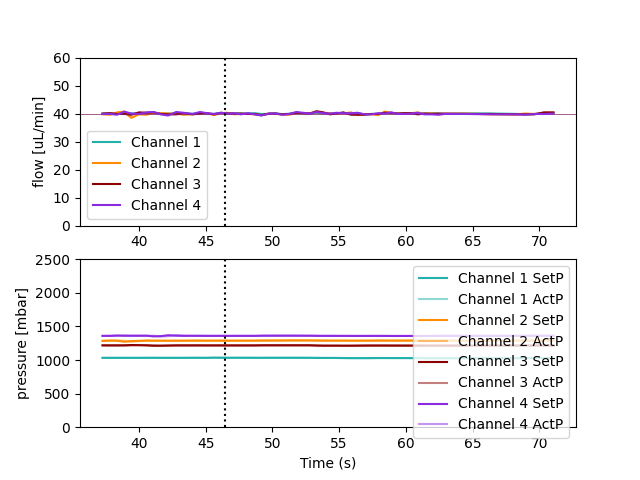 60
50
40
30
20
10
0
flow [uL/min]
Channel 1
Channel 2
Channel 3
Channel 4
40 45 50 55 60 65 70
2500
2000
1500
1000
500
0
pressure [mbar]
Channel 1 SetP
Channel 1 ActP
Channel 2 SetP
Channel 2 ActP
Channel 3 SetP
Channel 3 ActP
Channel 4 SetP
Channel 4 ActP
40 45 50 55 60 65 70
Time (s)